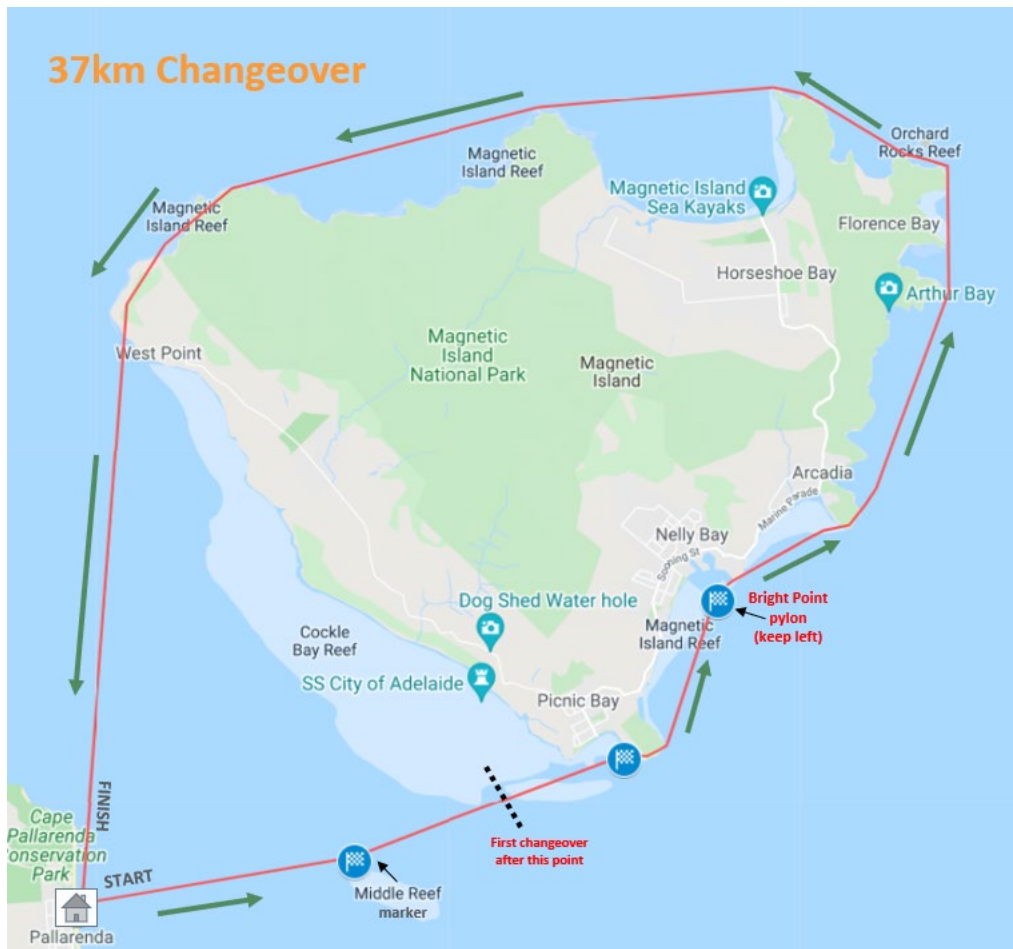 37km Changeover
Orchard
Rocks Reef
Magnetic
Island Reef
Magnetic Island
Sea Kayaks
Magnetic
Island Reef
Florence Bay
Horseshoe Bay
Arthur Bay
West Point
Magnetic
Island
National Park
Magnetic
Island
Arcadia
Marine Parade
Nelly Bay
Sooning St
Dog Shed Water hole
Bright Point
pylon
(keep left)
Magnetic
Island Reef
Cockle
Bay Reef
SS City of Adelaide
Picnic Bay
FINISH
Cape
Pallarenda
onservation
Park
First changeover
after this point
START
Middle Reef
marker
Pallarenda